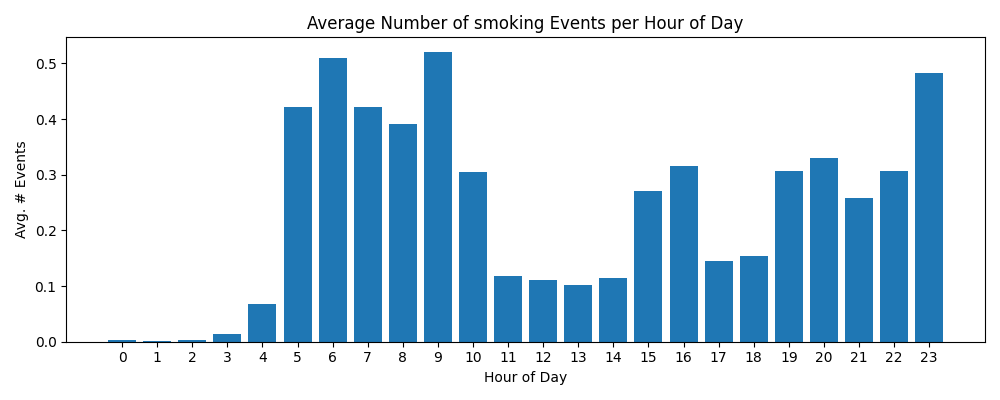 Average Number of smoking Events per Hour of Day
Avg. # Events
0.5
0.4
0.3
0.2
0.1
0.0
0 1 2 3 4 5 6 7 8 9 10 11 12 13 14 15 16 17 18 19 20 21 22 23
Hour of Day